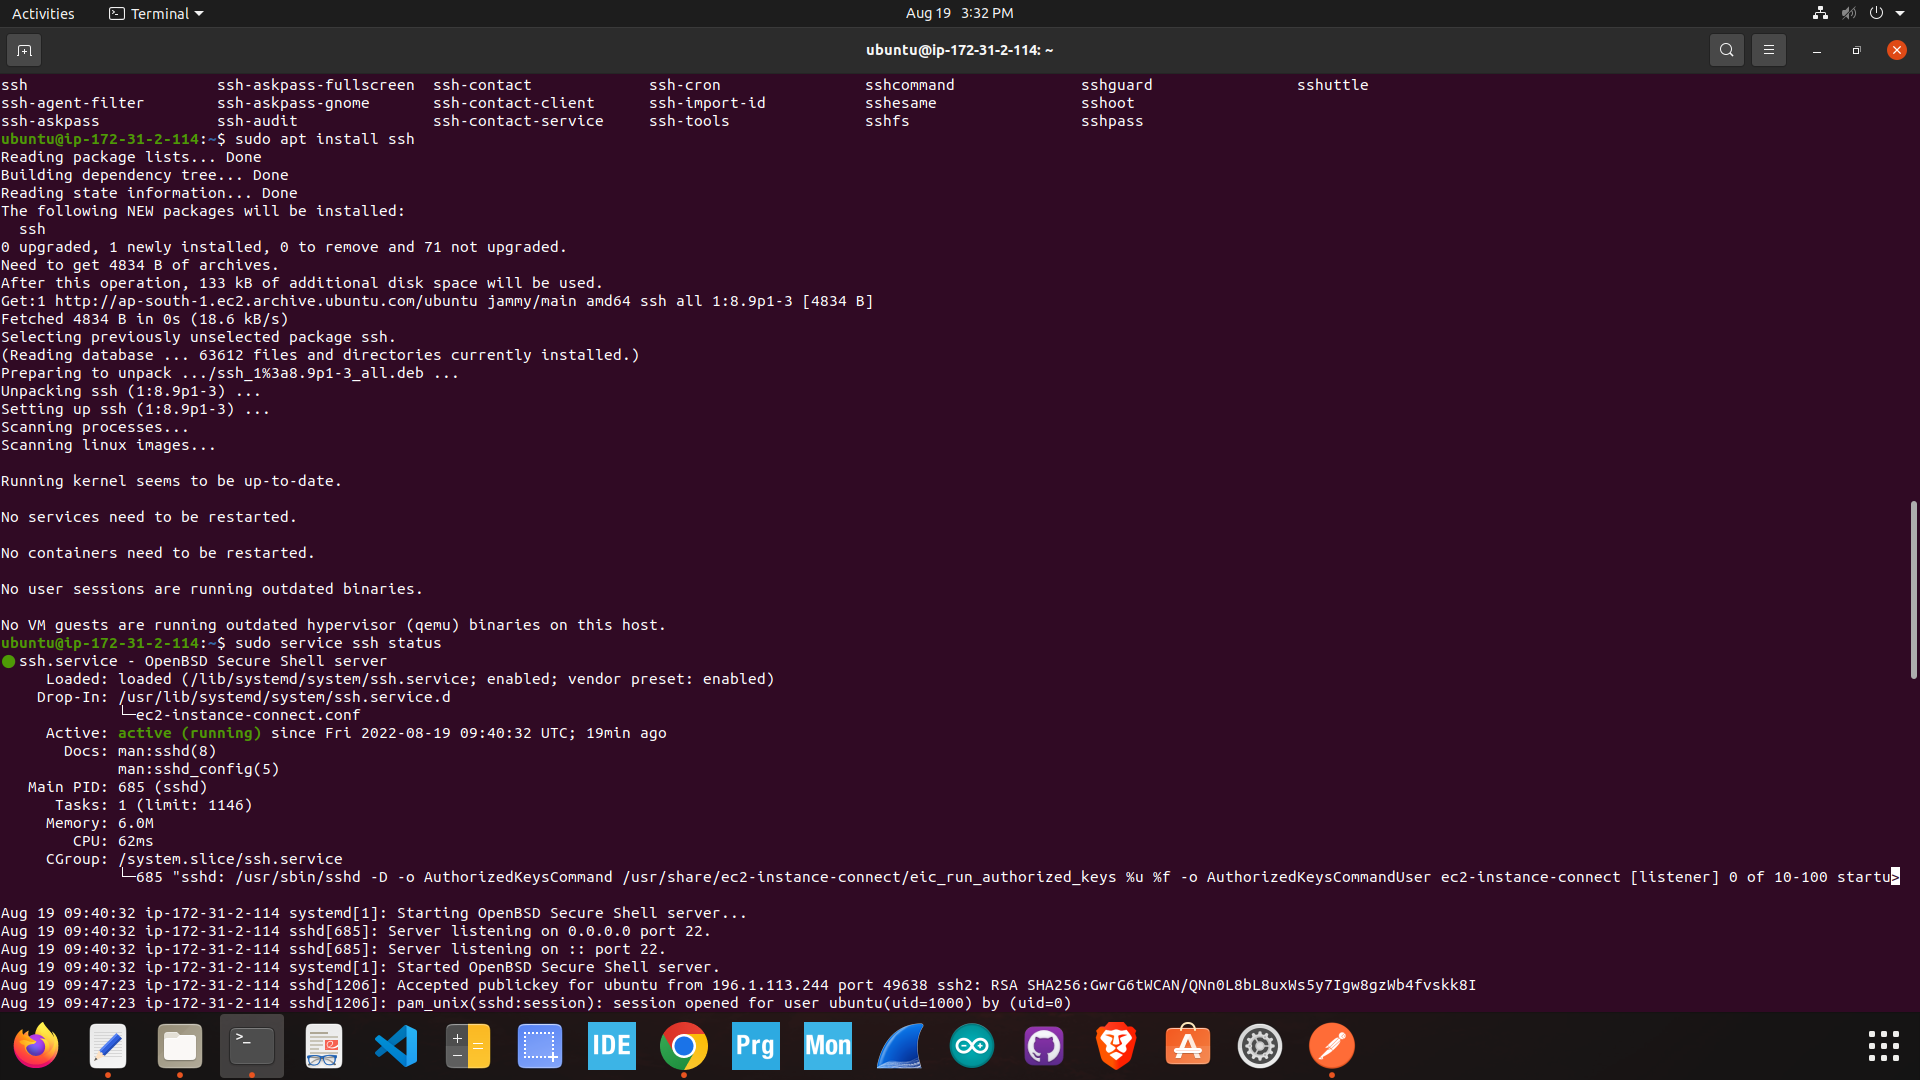 Activities Terminal Aug 19 3:32 PM
ubuntu@ip-172-31-2-114: ~
ssh ssh-askpass-fullscreen ssh-contact ssh-cron sshcommand sshguard sshuttle
ssh-agent-filter ssh-askpass-gnome ssh-contact-client ssh-import-id sshesame sshoot
ssh-askpass ssh-audit ssh-contact-service ssh-tools sshfs sshpass
ubuntu@ip-172-31-2-114:~$ sudo apt install ssh
Reading package lists... Done
Building dependency tree... Done
Reading state information... Done
The following NEW packages will be installed:
ssh
0 upgraded, 1 newly installed, 0 to remove and 71 not upgraded.
Need to get 4834 B of archives.
After this operation, 133 kB of additional disk space will be used.
Get:1 http://ap-south-1.ec2.archive.ubuntu.com/ubuntu jammy/main amd64 ssh all 1:8.9p1-3 [4834 B]
Fetched 4834 B in 0s (18.6 kB/s)
Selecting previously unselected package ssh.
(Reading database ... 63612 files and directories currently installed.)
Preparing to unpack .../ssh_1%3a8.9p1-3_all.deb ...
Unpacking ssh (1:8.9p1-3) ...
Setting up ssh (1:8.9p1-3) ...
Scanning processes...
Scanning linux images...
Running kernel seems to be up-to-date.
No services need to be restarted.
No containers need to be restarted.
No user sessions are running outdated binaries.
No VM guests are running outdated hypervisor (qemu) binaries on this host.
ubuntu@ip-172-31-2-114:~$ sudo service ssh status
● ssh.service - OpenBSD Secure Shell server
Loaded: loaded (/lib/systemd/system/ssh.service; enabled; vendor preset: enabled)
Drop-In: /usr/lib/systemd/system/ssh.service.d
└─ec2-instance-connect.conf
Active: active (running) since Fri 2022-08-19 09:40:32 UTC; 19min ago
Docs: man:sshd(8)
man:sshd_config(5)
Main PID: 685 (sshd)
Tasks: 1 (limit: 1146)
Memory: 6.0M
CPU: 62ms
CGroup: /system.slice/ssh.service
└─685 "sshd: /usr/sbin/sshd -D -o AuthorizedKeysCommand /usr/share/ec2-instance-connect/eic_run_authorized_keys %u %f -o AuthorizedKeysCommandUser ec2-instance-connect [listener] 0 of 10-100 startu>
Aug 19 09:40:32 ip-172-31-2-114 systemd[1]: Starting OpenBSD Secure Shell server...
Aug 19 09:40:32 ip-172-31-2-114 sshd[685]: Server listening on 0.0.0.0 port 22.
Aug 19 09:40:32 ip-172-31-2-114 sshd[685]: Server listening on :: port 22.
Aug 19 09:40:32 ip-172-31-2-114 systemd[1]: Started OpenBSD Secure Shell server.
Aug 19 09:47:23 ip-172-31-2-114 sshd[1206]: Accepted publickey for ubuntu from 196.1.113.244 port 49638 ssh2: RSA SHA256:GwrG6tWCAN/QNn0L8bL8uxWs5y7Igw8gzWb4fvskk8I
Aug 19 09:47:23 ip-172-31-2-114 sshd[1206]: pam_unix(sshd:session): session opened for user ubuntu(uid=1000) by (uid=0)
IDE Prg Mon